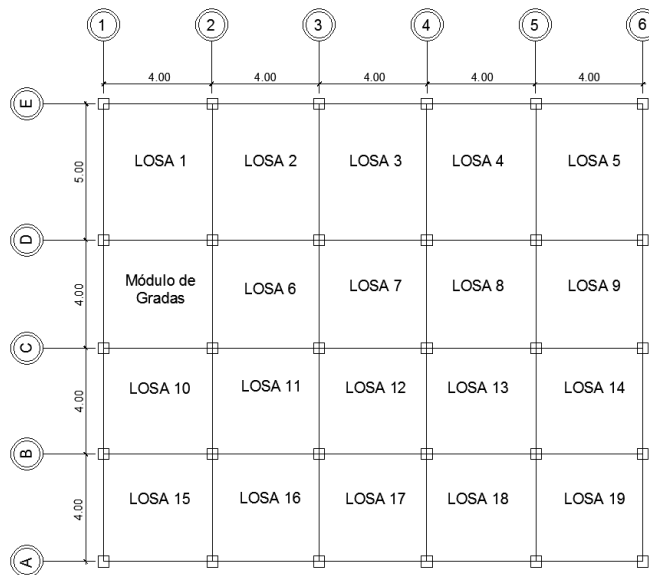 1 2 3 4 5 6
4.00 4.00 4.00 4.00 4.00
E
5.00
LOSA 1 LOSA 2 LOSA 3 LOSA 4 LOSA 5
D
4.00
Módulo de
Gradas
LOSA 6 LOSA 7 LOSA 8 LOSA 9
C
4.00
LOSA 10 LOSA 11 LOSA 12 LOSA 13 LOSA 14
B
4.00
LOSA 15 LOSA 16 LOSA 17 LOSA 18 LOSA 19
A